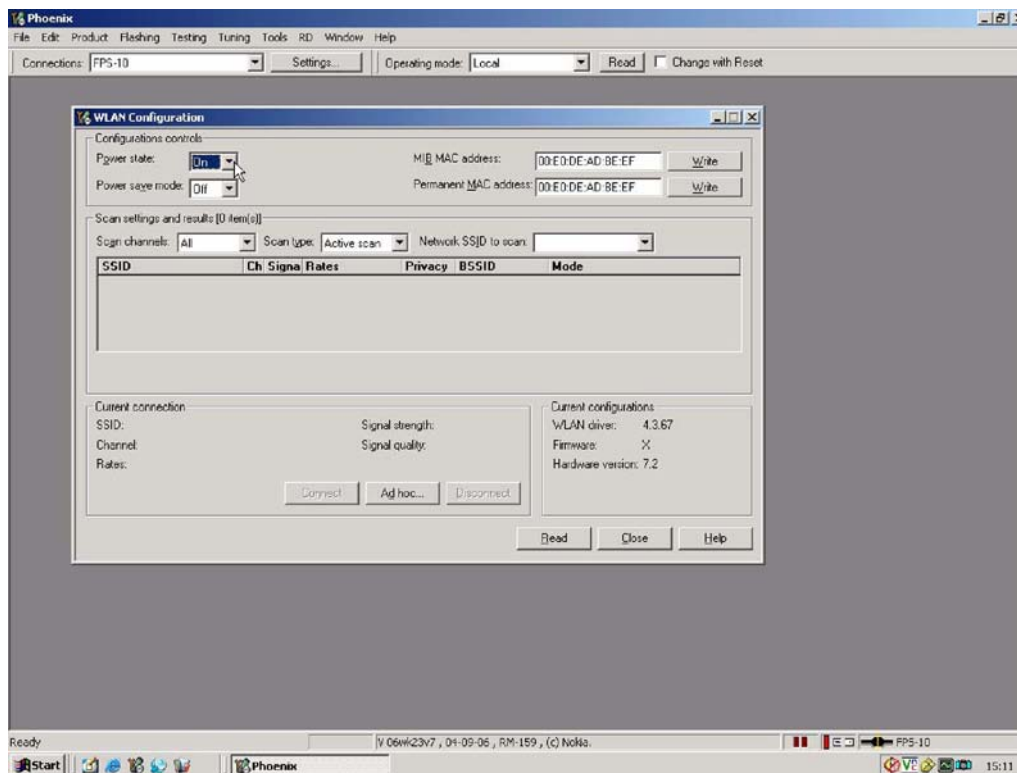 Phoenix
File Edit Product Flashing Testing Tuning Tools RD Window Help
Connections: FPS-10 Settings... Operating mode: Local Read Change with Reset
WLAN Configuration
Configurations controls
Power state: On MIB MAC address: 00:E0:DE:AD:BE:EF Write
Power save mode: Off Permanent MAC address: 00:E0:DE:AD:BE:EF Write
Scan settings and results [0 item(s)]
Scan channels: All Scan type: Active scan Network SSID to scan:
SSID Ch Signa Rates Privacy BSSID Mode
Current connection
SSID: Signal strength:
Channel: Signal quality:
Rates:
Connect Ad hoc... Disconnect
Current configurations
WLAN driver: 4.3.67
Firmware: X
Hardware version: 7.2
Read Close Help
Ready V 06wk23v7 , 04-09-06 , RM-159 , (c) Nokia. FPS-10
Start Phoenix 15:11